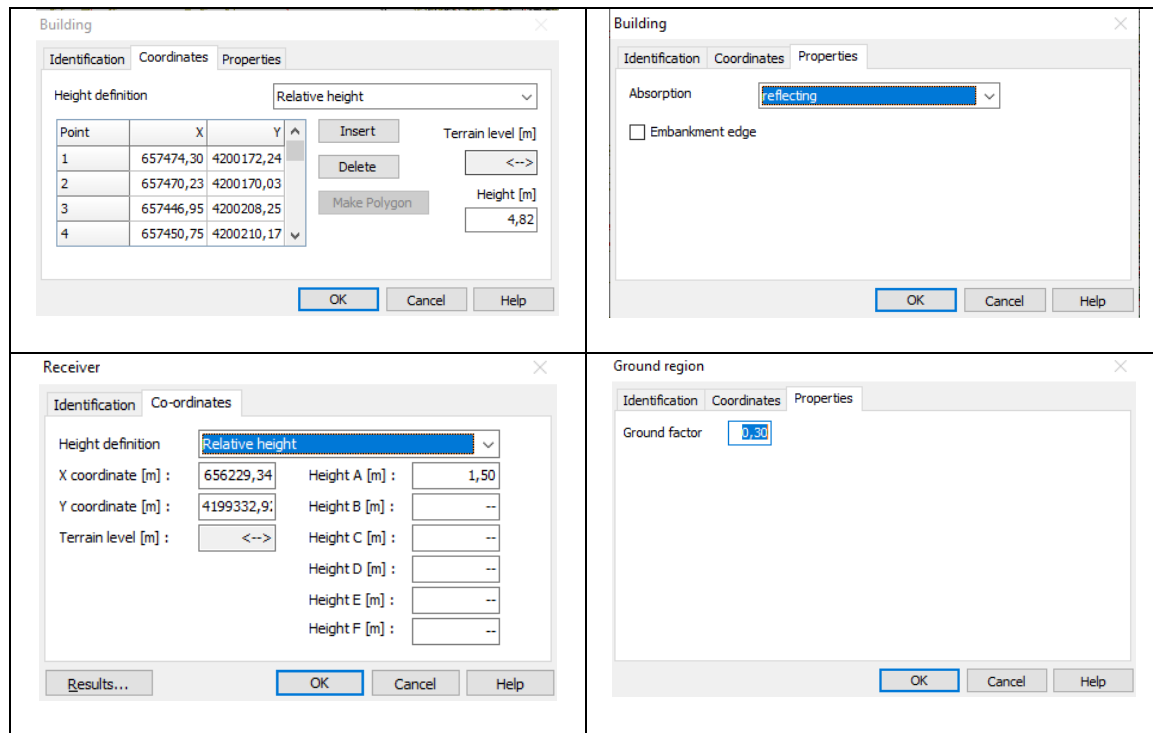 Building
Identification Coordinates Properties
Height definition Relative height
Point X Y Insert Terrain level [m]
1 657474,30 4200172,24 <-->
2 657470,23 4200170,03 Delete
3 657446,95 4200208,25 Make Polygon Height [m]
4 657450,75 4200210,17 4,82
OK Cancel Help
Building
Identification Coordinates Properties
Absorption reflecting
Embankment edge
OK Cancel Help
Receiver
Identification Co-ordinates
Height definition Relative height
X coordinate [m] : 656229,34 Height A [m] : 1,50
Y coordinate [m] : 4199332,92 Height B [m] : --
Terrain level [m] : <--> Height C [m] : --
Height D [m] : --
Height E [m] : --
Height F [m] : --
Results... OK Cancel Help
Ground region
Identification Coordinates Properties
Ground factor 0,30
OK Cancel Help